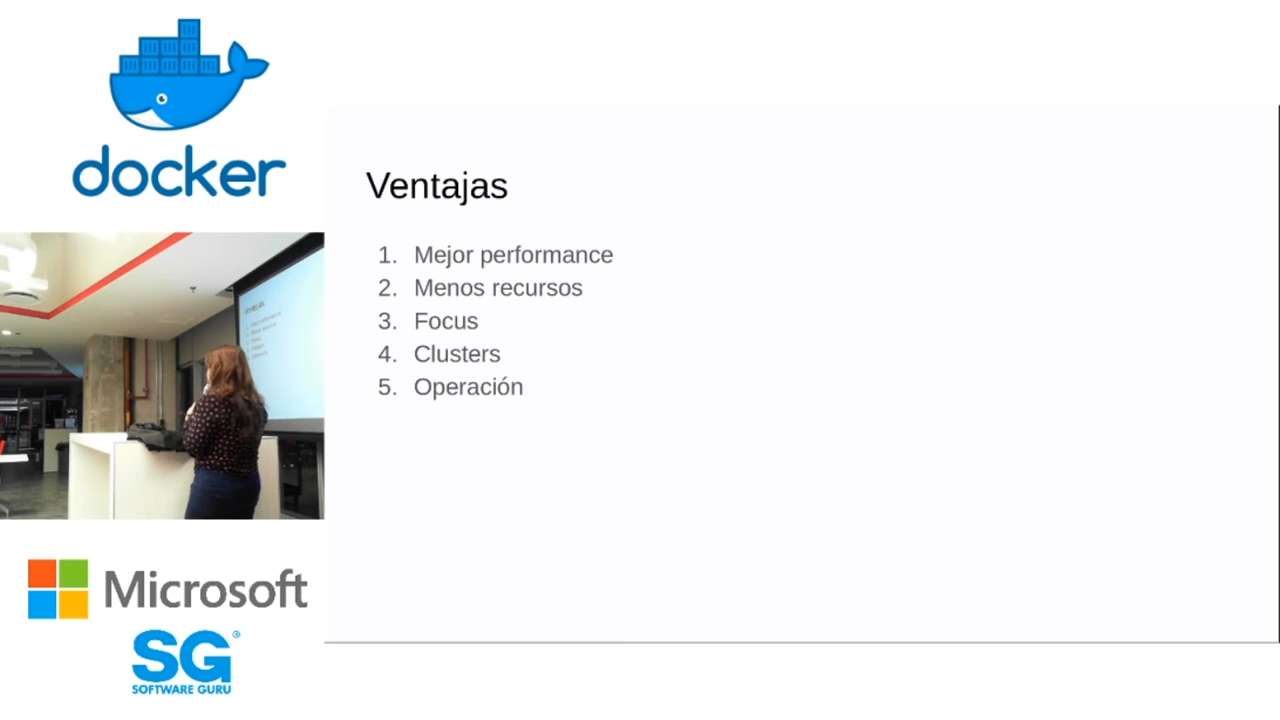 docker
Ventajas
1. Mejor performance
2. Menos recursos
3. Focus
4. Clusters
5. Operación
Microsoft
SG®
SOFTWARE GURU